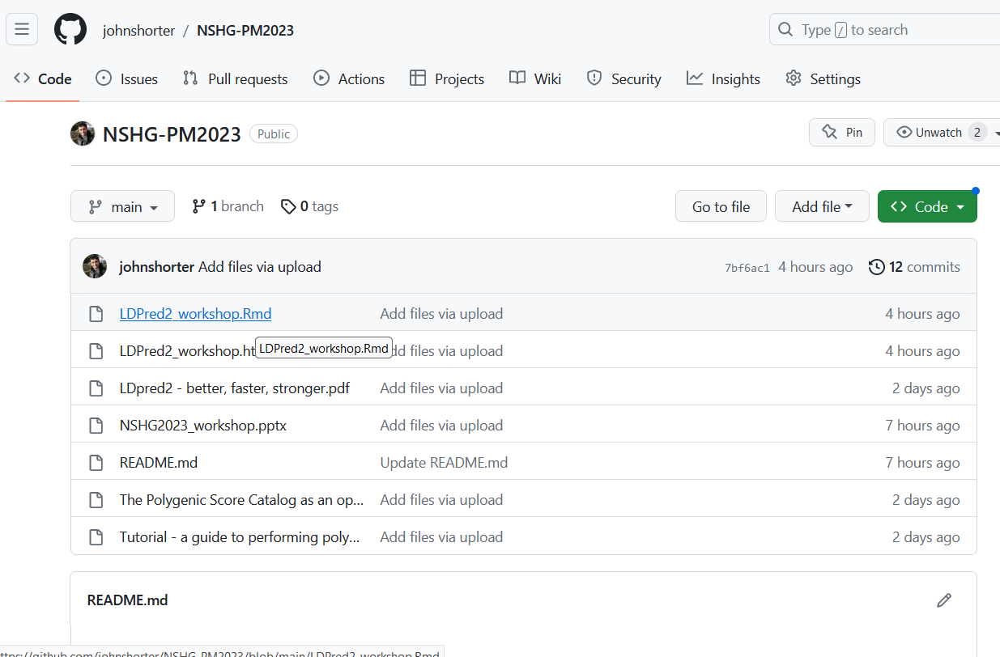 johnshorter / NSHG-PM2023
Type / to search
Code Issues Pull requests Actions Projects Wiki Security Insights Settings
NSHG-PM2023 Public Pin Unwatch 2
main 1 branch 0 tags Go to file Add file Code
johnshorter Add files via upload 7bf6ac1 4 hours ago 12 commits
LDPred2_workshop.Rmd Add files via upload 4 hours ago
LDPred2_workshop.ht LDPred2_workshop.Rmd dd files via upload 4 hours ago
LDpred2 - better, faster, stronger.pdf Add files via upload 2 days ago
NSHG2023_workshop.pptx Add files via upload 7 hours ago
README.md Update README.md 7 hours ago
The Polygenic Score Catalog as an op... Add files via upload 2 days ago
Tutorial - a guide to performing poly... Add files via upload 2 days ago
README.md
ttps://github.com/johnshorter/NSHG-PM2023/blob/main/LDPred2_workshop.Rmd